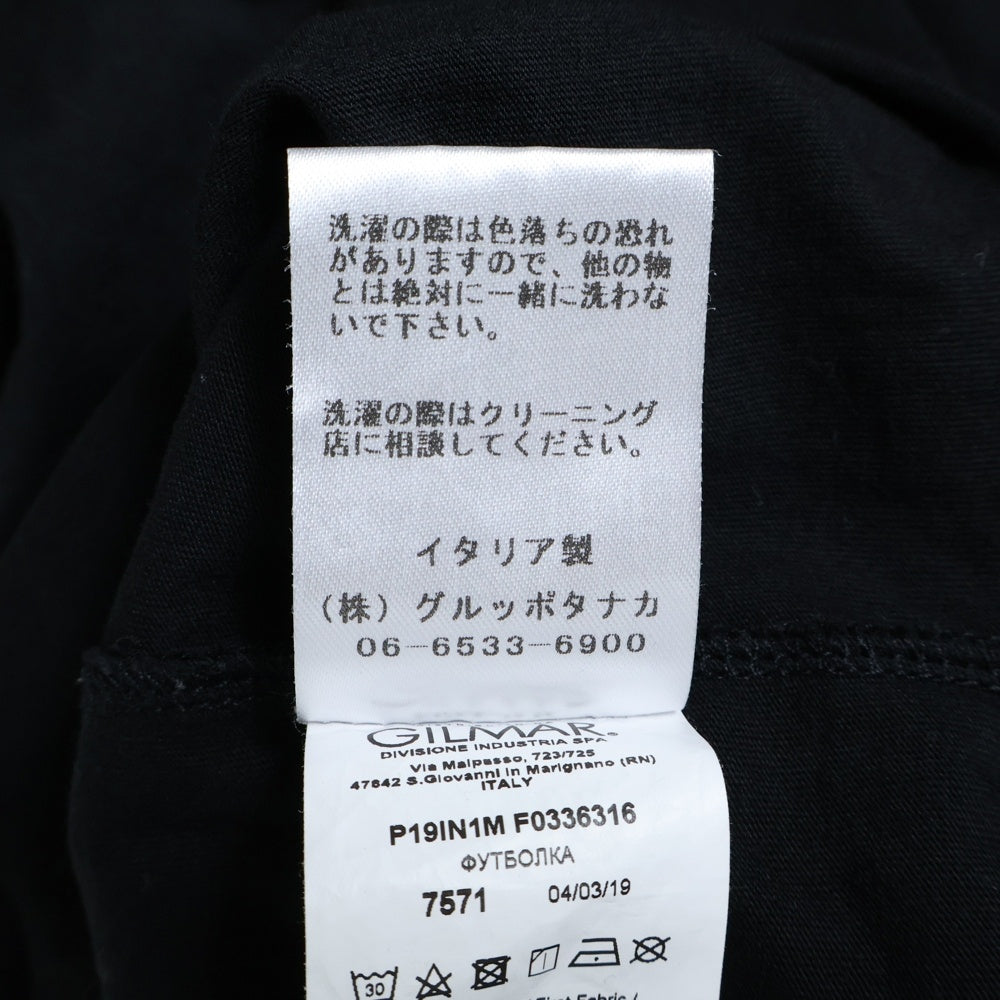 洗濯の際は色落ちの恐れ
がありますので、他の物
とは絶対に一緒に洗わな
いで下さい。
洗濯の際はクリーニング
店に相談してください。
イタリア製
（株）グルッポタナカ
06-6533-6900
GILMAR®
DIVISIONE INDUSTRIA SPA
Via Malpasso, 723/725
47842 S.Giovanni in Marignano (RN)
ITALY
P19IN1M F0336316
ФУТБОЛКА
7571 04/03/19
30
Fabric /